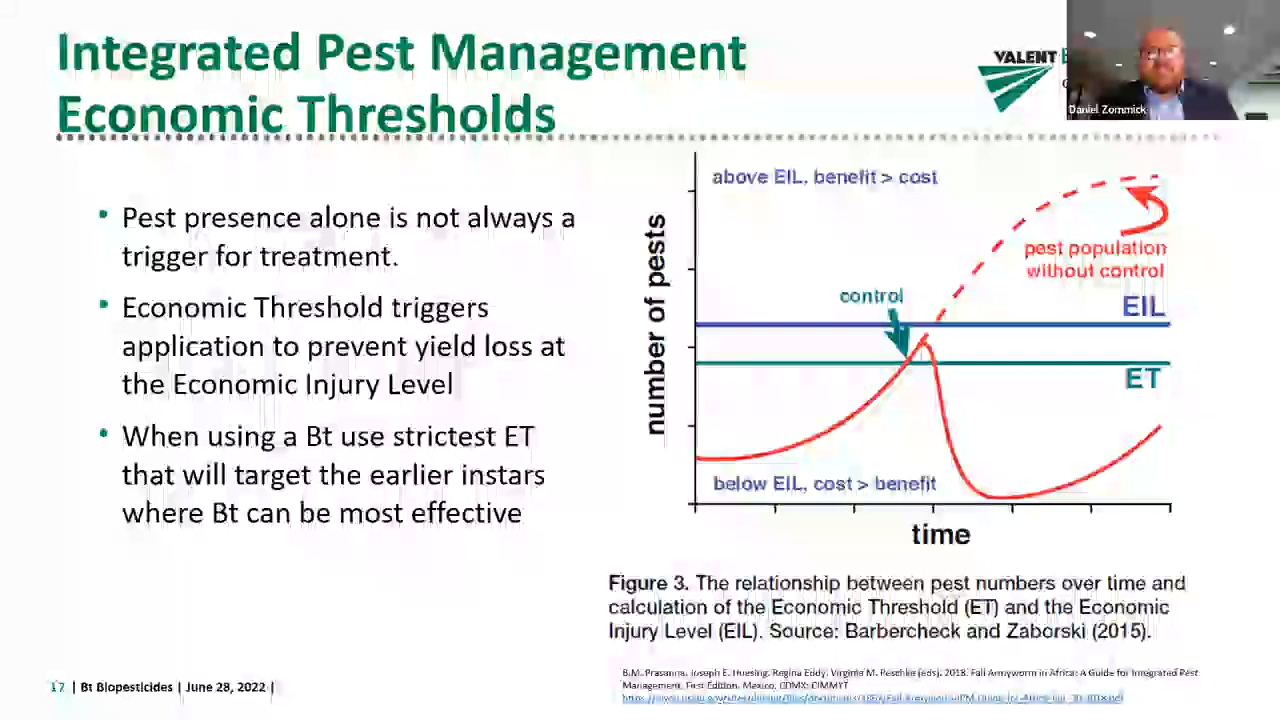 Integrated Pest Management
Economic Thresholds
VALENT
Daniel Zommick
• Pest presence alone is not always a
trigger for treatment.
• Economic Threshold triggers
application to prevent yield loss at
the Economic Injury Level
• When using a Bt use strictest ET
that will target the earlier instars
where Bt can be most effective
number of pests
above EIL, benefit > cost
pest population
without control
control
EIL
ET
below EIL, cost > benefit
time
Figure 3. The relationship between pest numbers over time and
calculation of the Economic Threshold (ET) and the Economic
Injury Level (EIL). Source: Barbercheck and Zaborski (2015).
B.M. Prasanna, Joseph E. Huesing, Regina Eddy, Virginia M. Peschke (eds). 2018. Fall Armyworm in Africa: A Guide for Integrated Pest
Management, First Edition. Mexico, CDMX: CIMMYT
17 | Bt Biopesticides | June 28, 2022 |